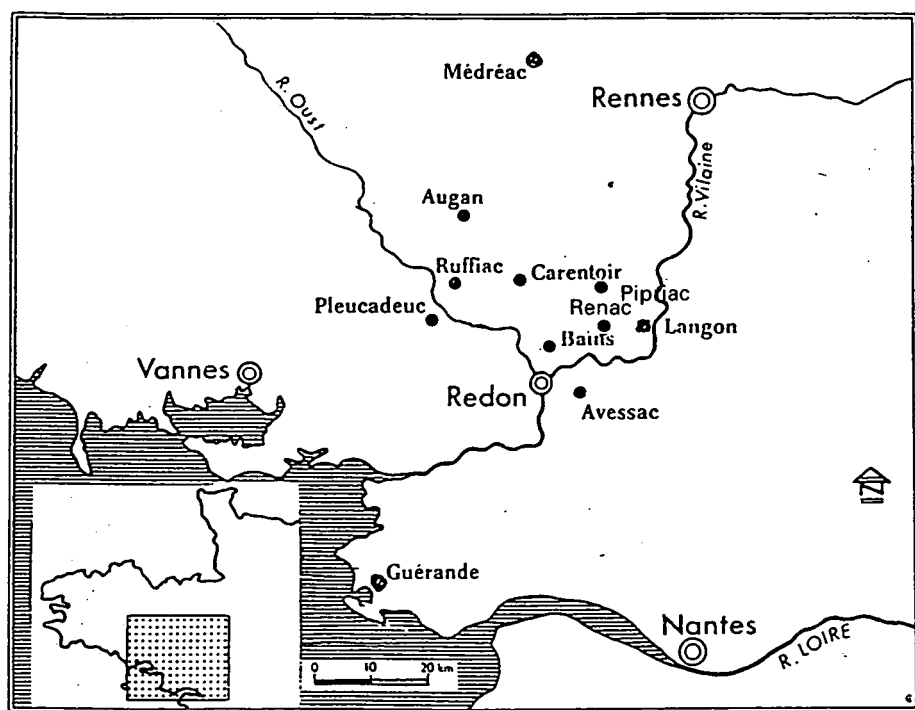 Médréac
Rennes
R. Oust
R. Vilaine
Augan
Ruffiac
Carentoir
Pipriac
Pleucadeuc
Renac
Langon
Bains
Vannes
Redon
Avessac
N
Guérande
Nantes
R. LOIRE
0 10 20 km